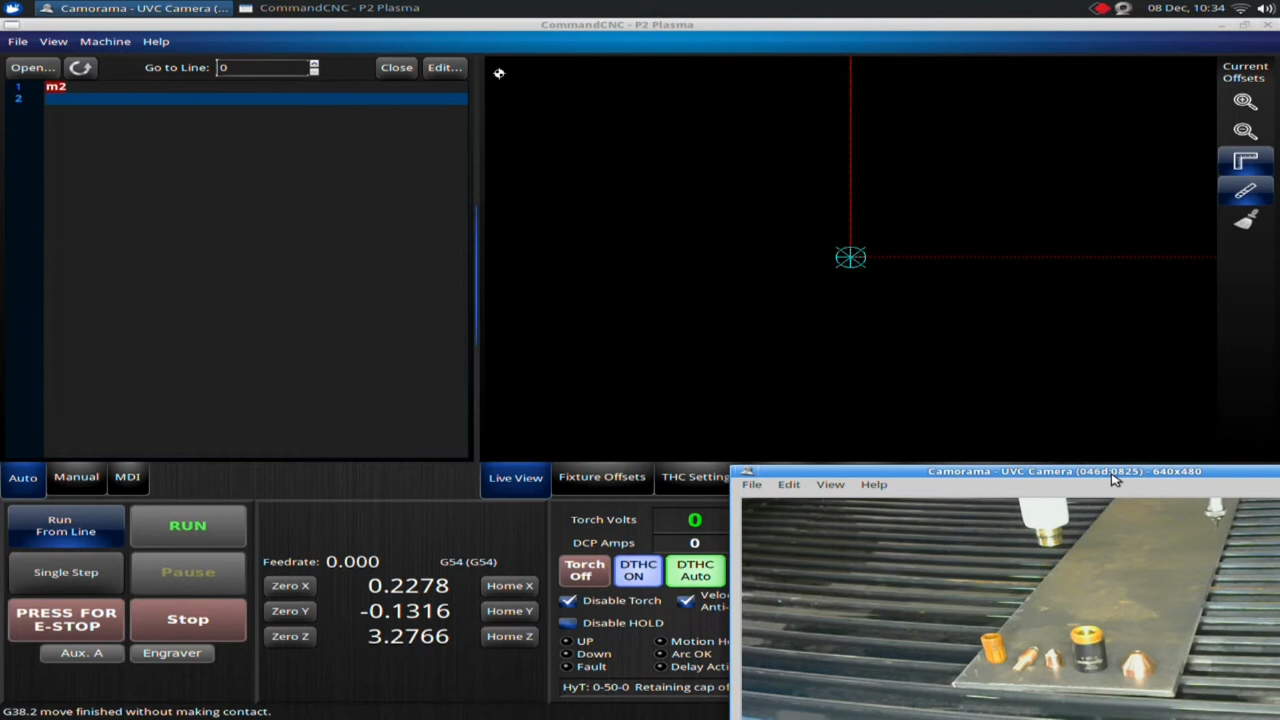 Camorama - UVC Camera (... CommandCNC - P2 Plasma 08 Dec, 10:34
CommandCNC - P2 Plasma
File View Machine Help
Open... Go to Line: 0 Close Edit...
Current
Offsets
1 m2
2
Auto Manual MDI
Live View Fixture Offsets THC Setting
Camorama - UVC Camera (046d:0825) - 640x480
File Edit View Help
Run
From Line
RUN
Single Step
Pause
PRESS FOR
E-STOP
Stop
Aux. A Engraver
Feedrate: 0.000 G54 (G54)
Zero X 0.2278 Home X
Zero Y -0.1316 Home Y
Zero Z 3.2766 Home Z
Torch Volts 0
DCP Amps 0
Torch
Off
DTHC
ON
DTHC
Auto
Disable Torch
Velo
Anti-
Disable HOLD
UP Motion H
Down Arc OK
Fault Delay Acti
HyT: 0-50-0 Retaining cap of
G38.2 move finished without making contact.